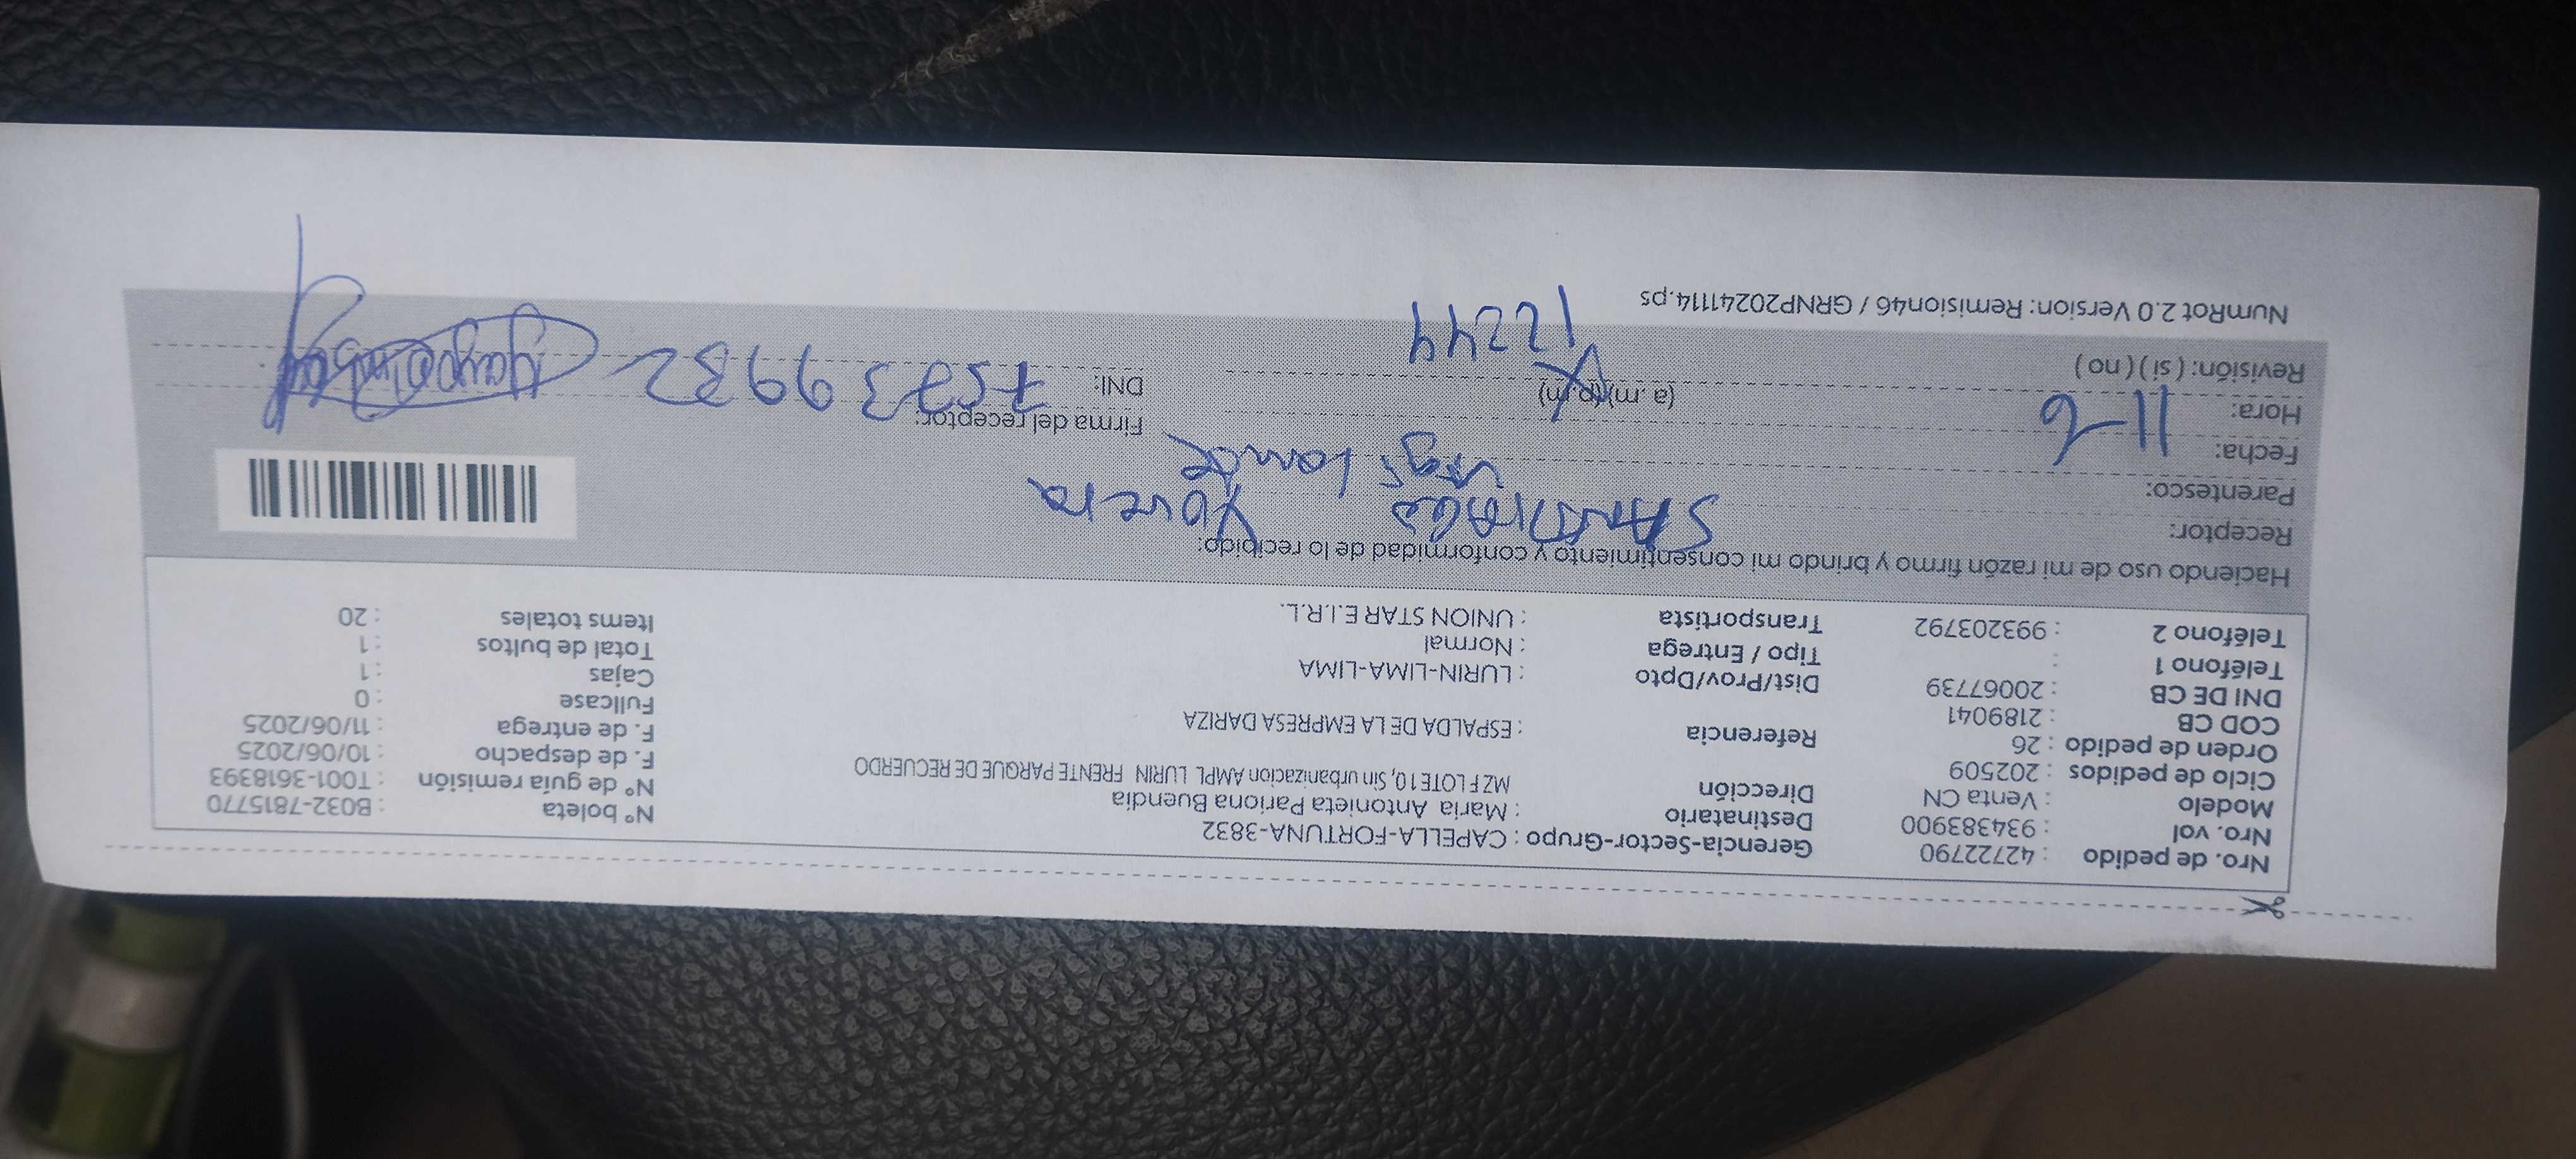 Nro. de pedido : 42722790 Gerencia-Sector-Grupo : CAPELLA-FORTUNA-3832 N° boleta : B032-7815770
Nro. vol : 934383900 Destinatario : Maria Antonieta Pariona Buendia N° de guía remisión : T001-3618393
Modelo : Venta CN Dirección MZ F LOTE 10, Sin urbanizacion AMPL LURIN FRENTE PARQUE DE RECUERDO F. de despacho : 10/06/2025
Ciclo de pedidos : 202509 F. de entrega : 11/06/2025
Orden de pedido : 26 Referencia : ESPALDA DE LA EMPRESA DARIZA Fullcase : 0
COD CB : 2189041 Cajas : 1
DNI DE CB : 20067739 Dist/Prov/Dpto : LURIN-LIMA-LIMA Total de bultos : 1
Teléfono 1 : Tipo / Entrega : Normal Items totales : 20
Teléfono 2 : 993203792 Transportista : UNION STAR E.I.R.L.
Haciendo uso de mi razón firmo y brindo mi consentimiento y conformidad de lo recibido:
Receptor: SANTIAGO Yovera
Parentesco:
Fecha: 11-6 Firma del receptor:
Hora: (a.m)(p.m) DNI: 75739932
Revisión: ( si ) ( no ) 12244
NumRot 2.0 Version: Remision46 / GRNP20241114.ps